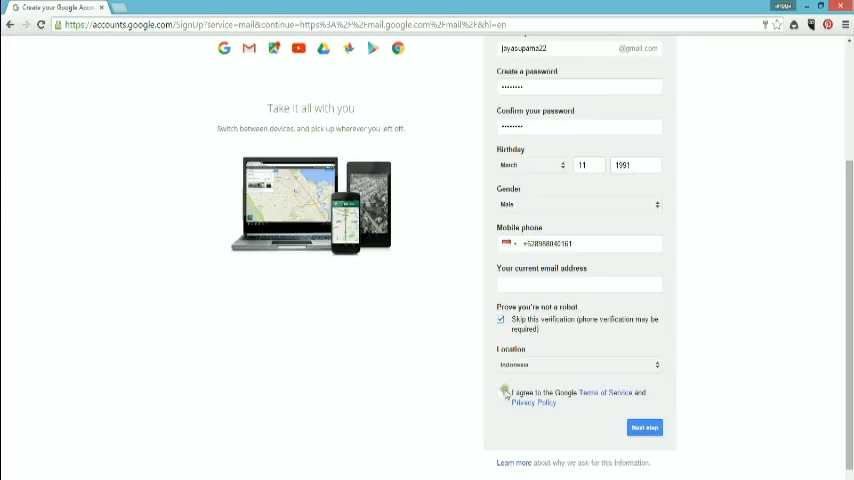 Create your Google Accou
https://accounts.google.com/SignUp?service=mail&continue=https%3A%2F%2Fmail.google.com%2Fmail%2F&hl=en
jayasupama22 @gmail.com
Take it all with you
Switch between devices, and pick up wherever you left off.
Create a password
••••••••
Confirm your password
••••••••
Birthday
March 11 1991
Gender
Male
Mobile phone
+628988040161
Your current email address
Prove you're not a robot
Skip this verification (phone verification may be
required)
Location
Indonesia
I agree to the Google Terms of Service and
Privacy Policy
Next step
Learn more about why we ask for this information.